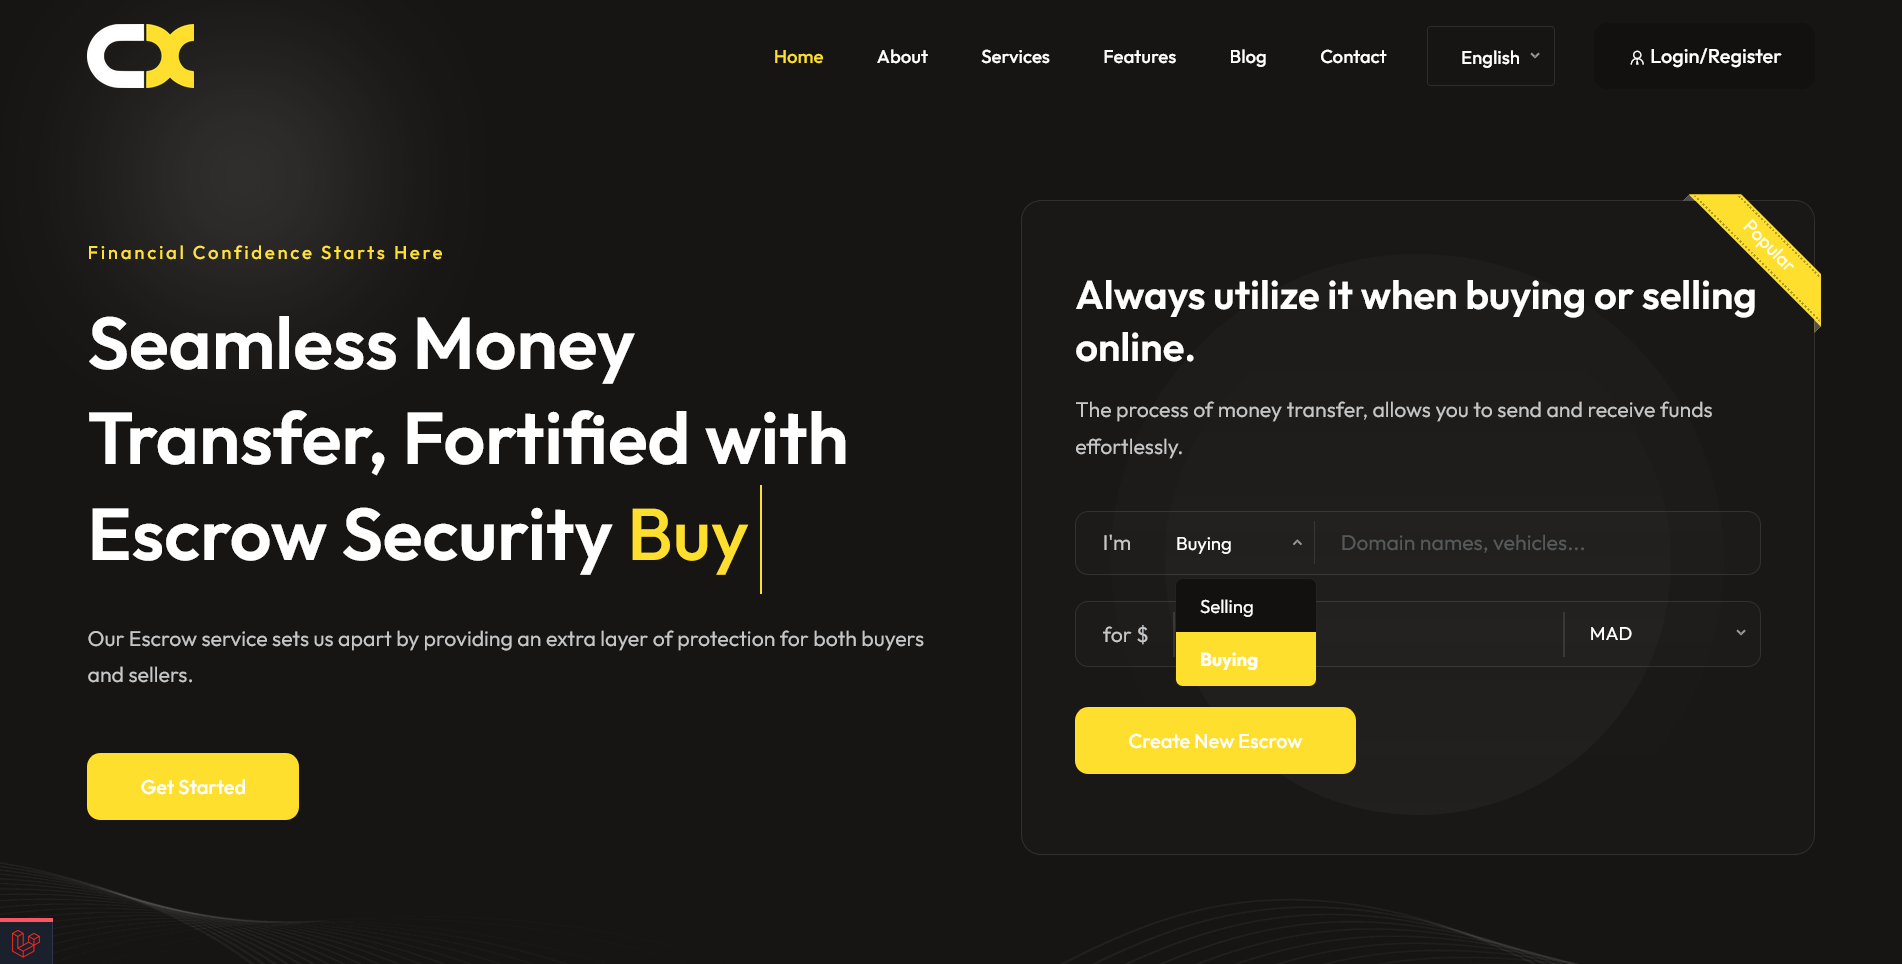 CX
Home About Services Features Blog Contact English Login/Register
Financial Confidence Starts Here
Seamless Money
Transfer, Fortified with
Escrow Security Buy
Our Escrow service sets us apart by providing an extra layer of protection for both buyers
and sellers.
Get Started
Popular
Always utilize it when buying or selling
online.
The process of money transfer, allows you to send and receive funds
effortlessly.
I'm Buying Domain names, vehicles...
Selling
Buying
for $ MAD
Create New Escrow